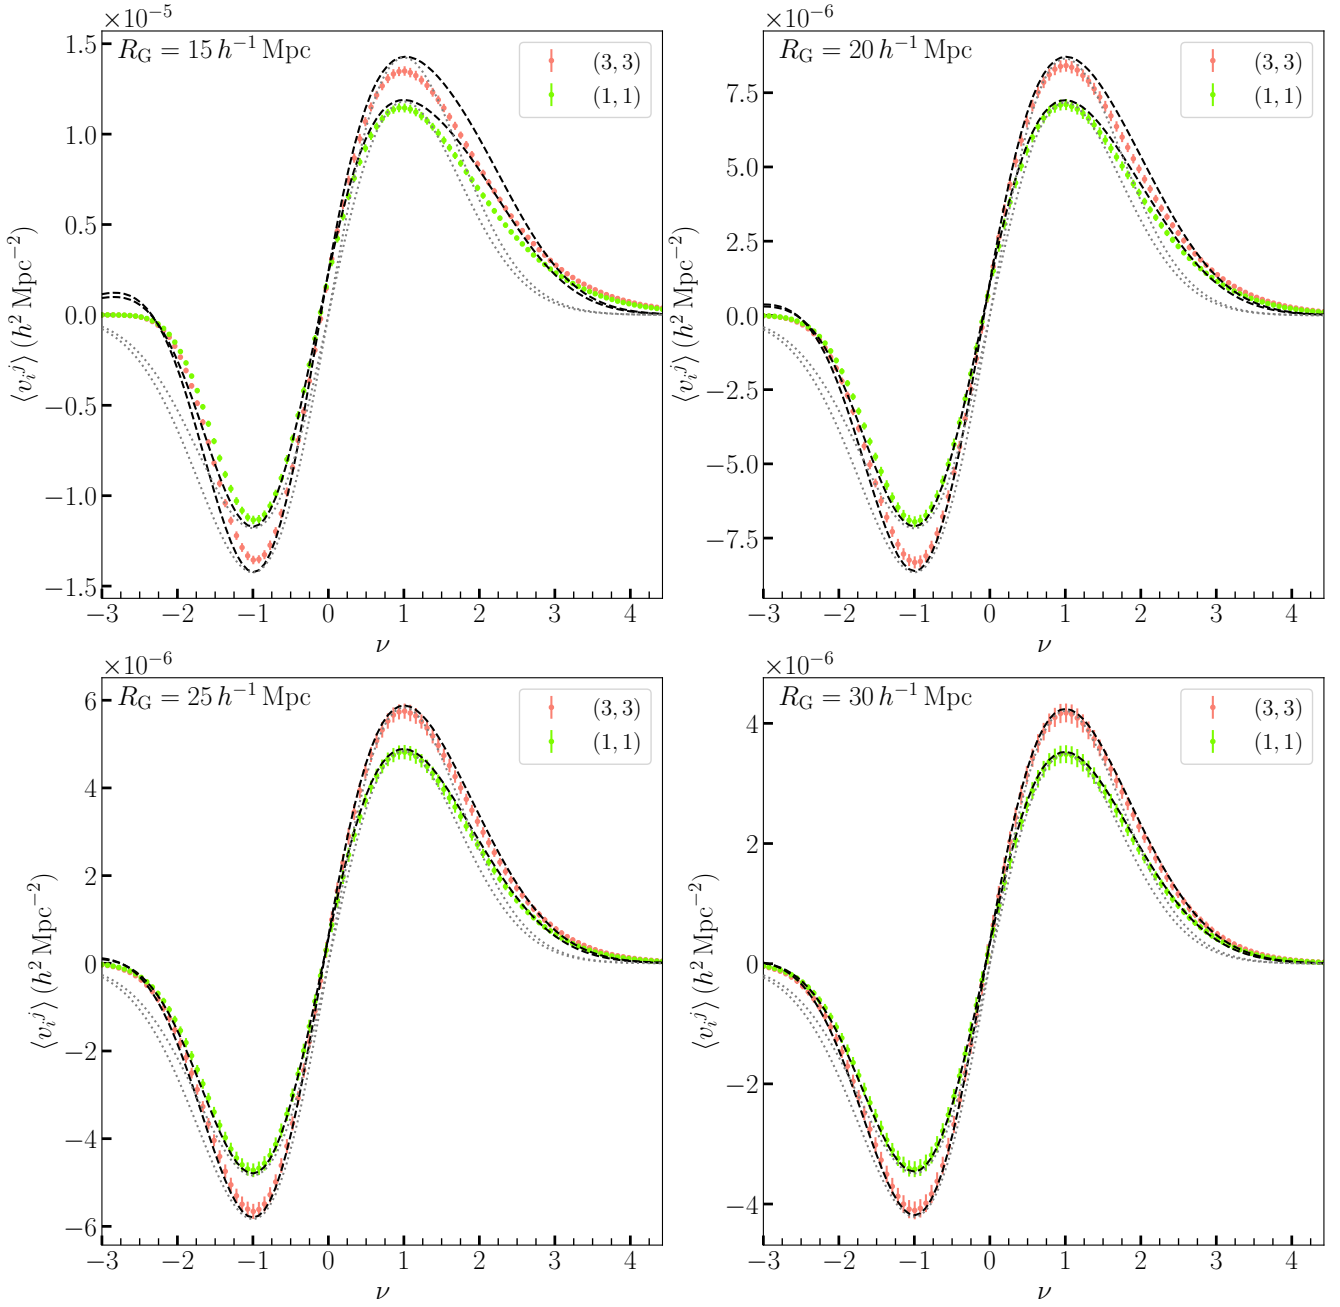 ×10⁻⁵
R_G = 15 h⁻¹ Mpc
(3, 3)
(1, 1)
1.5
1.0
0.5
0.0
−0.5
−1.0
−1.5
⟨v_i^j⟩ (h² Mpc⁻²)
−3 −2 −1 0 1 2 3 4
ν
×10⁻⁶
R_G = 20 h⁻¹ Mpc
(3, 3)
(1, 1)
7.5
5.0
2.5
0.0
−2.5
−5.0
−7.5
⟨v_i^j⟩ (h² Mpc⁻²)
−3 −2 −1 0 1 2 3 4
ν
×10⁻⁶
R_G = 25 h⁻¹ Mpc
(3, 3)
(1, 1)
6
4
2
0
−2
−4
−6
⟨v_i^j⟩ (h² Mpc⁻²)
−3 −2 −1 0 1 2 3 4
ν
×10⁻⁶
R_G = 30 h⁻¹ Mpc
(3, 3)
(1, 1)
4
2
0
−2
−4
⟨v_i^j⟩ (h² Mpc⁻²)
−3 −2 −1 0 1 2 3 4
ν